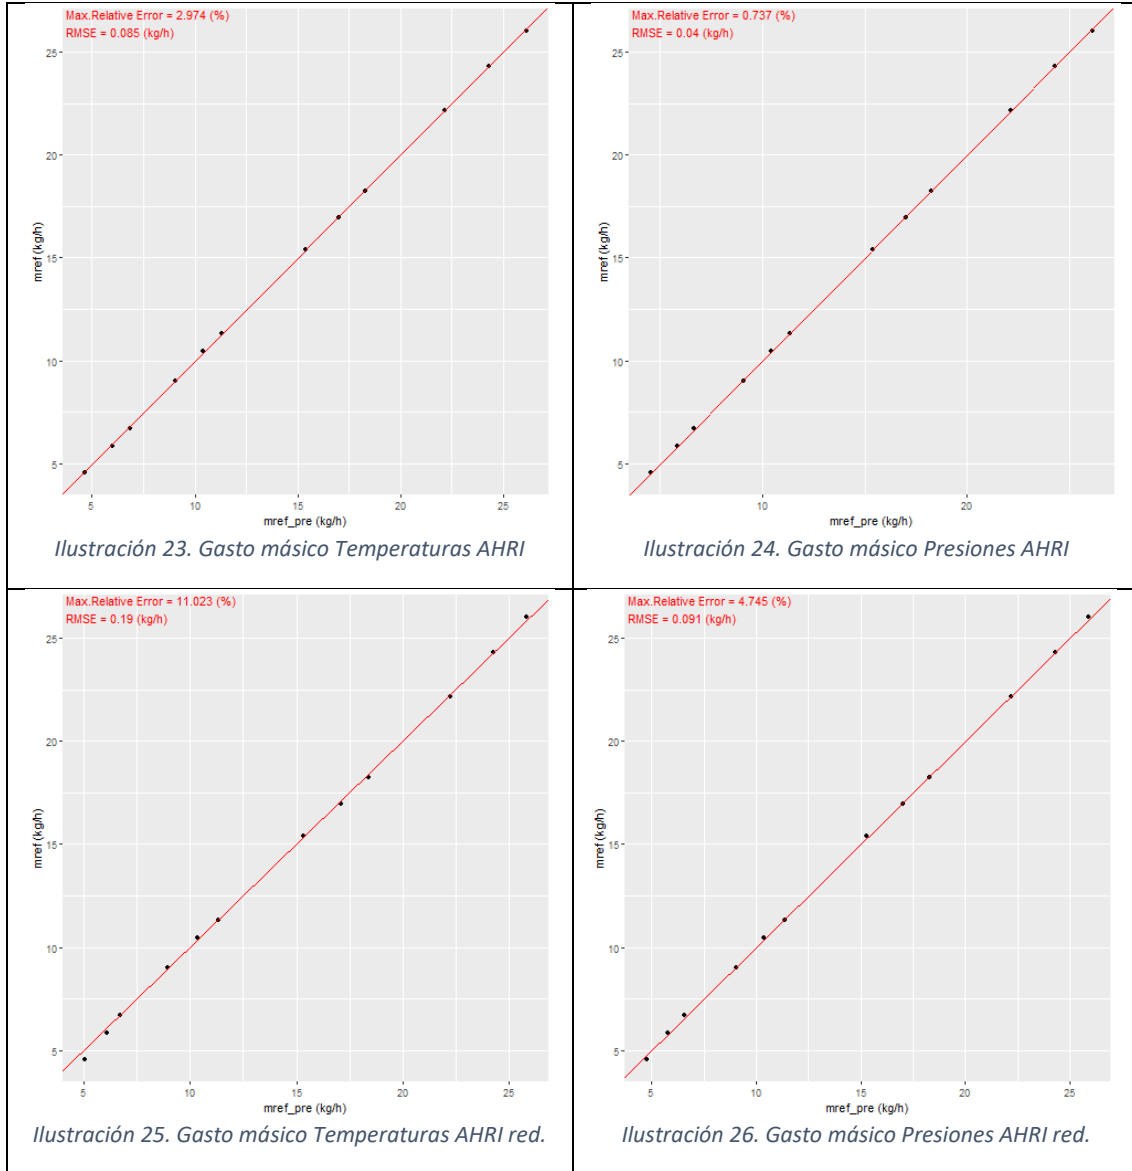 Max.Relative Error = 2.974 (%)
RMSE = 0.085 (kg/h)
25
20
15
10
5
mref (kg/h)
5 10 15 20 25
mref_pre (kg/h)
Ilustración 23. Gasto másico Temperaturas AHRI
Max.Relative Error = 0.737 (%)
RMSE = 0.04 (kg/h)
25
20
15
10
5
mref (kg/h)
10 20
mref_pre (kg/h)
Ilustración 24. Gasto másico Presiones AHRI
Max.Relative Error = 11.023 (%)
RMSE = 0.19 (kg/h)
25
20
15
10
5
mref (kg/h)
5 10 15 20 25
mref_pre (kg/h)
Ilustración 25. Gasto másico Temperaturas AHRI red.
Max.Relative Error = 4.745 (%)
RMSE = 0.091 (kg/h)
25
20
15
10
5
mref (kg/h)
5 10 15 20 25
mref_pre (kg/h)
Ilustración 26. Gasto másico Presiones AHRI red.